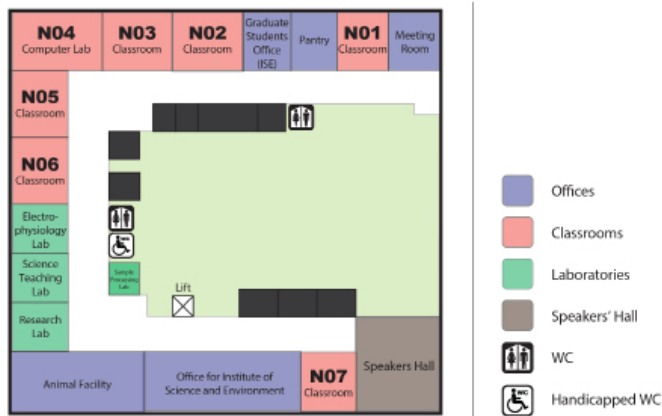 N04
Computer Lab
N03
Classroom
N02
Classroom
Graduate
Students
Office
(ISE)
Pantry
N01
Classroom
Meeting
Room
N05
Classroom
N06
Classroom
Electro-
physiology
Lab
Science
Teaching
Lab
Sample
Processing
Lab
Lift
Research
Lab
Animal Facility
Office for Institute of
Science and Environment
N07
Classroom
Speakers Hall
Offices
Classrooms
Laboratories
Speakers' Hall
WC
WC
Handicapped WC